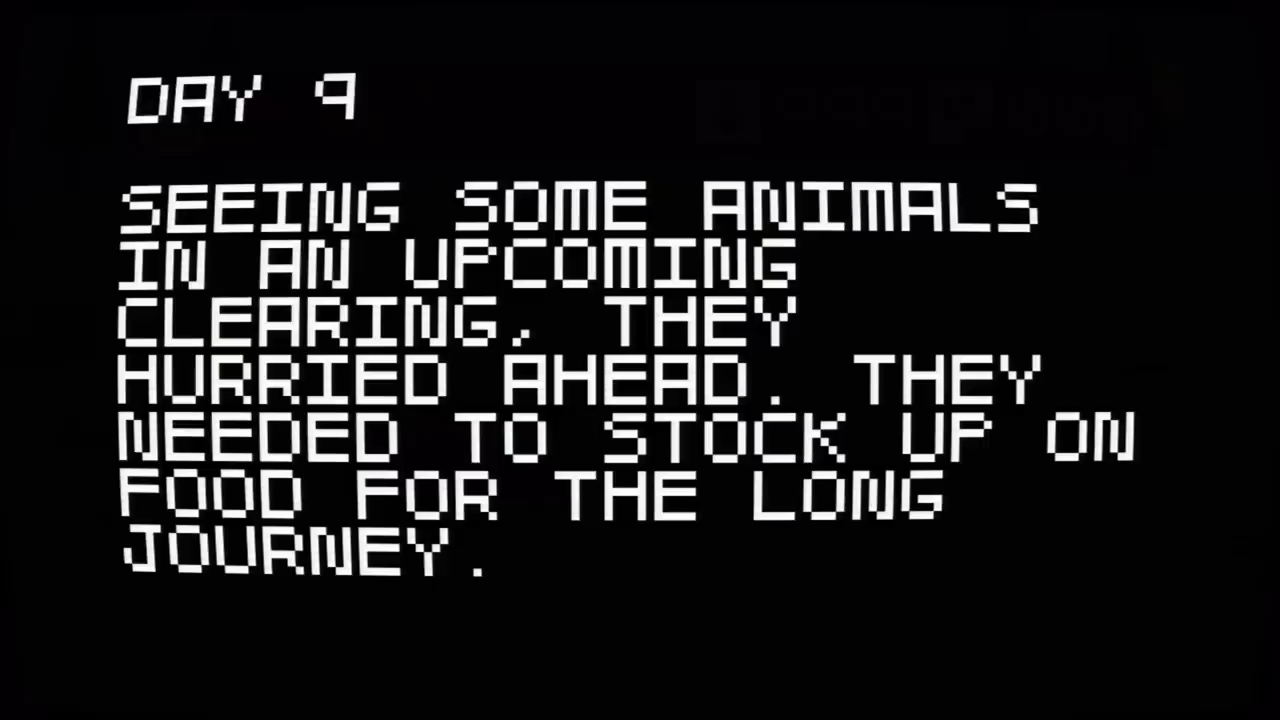 DAY 9
SEEING SOME ANIMALS
IN AN UPCOMING
CLEARING, THEY
HURRIED AHEAD. THEY
NEEDED TO STOCK UP ON
FOOD FOR THE LONG
JOURNEY.